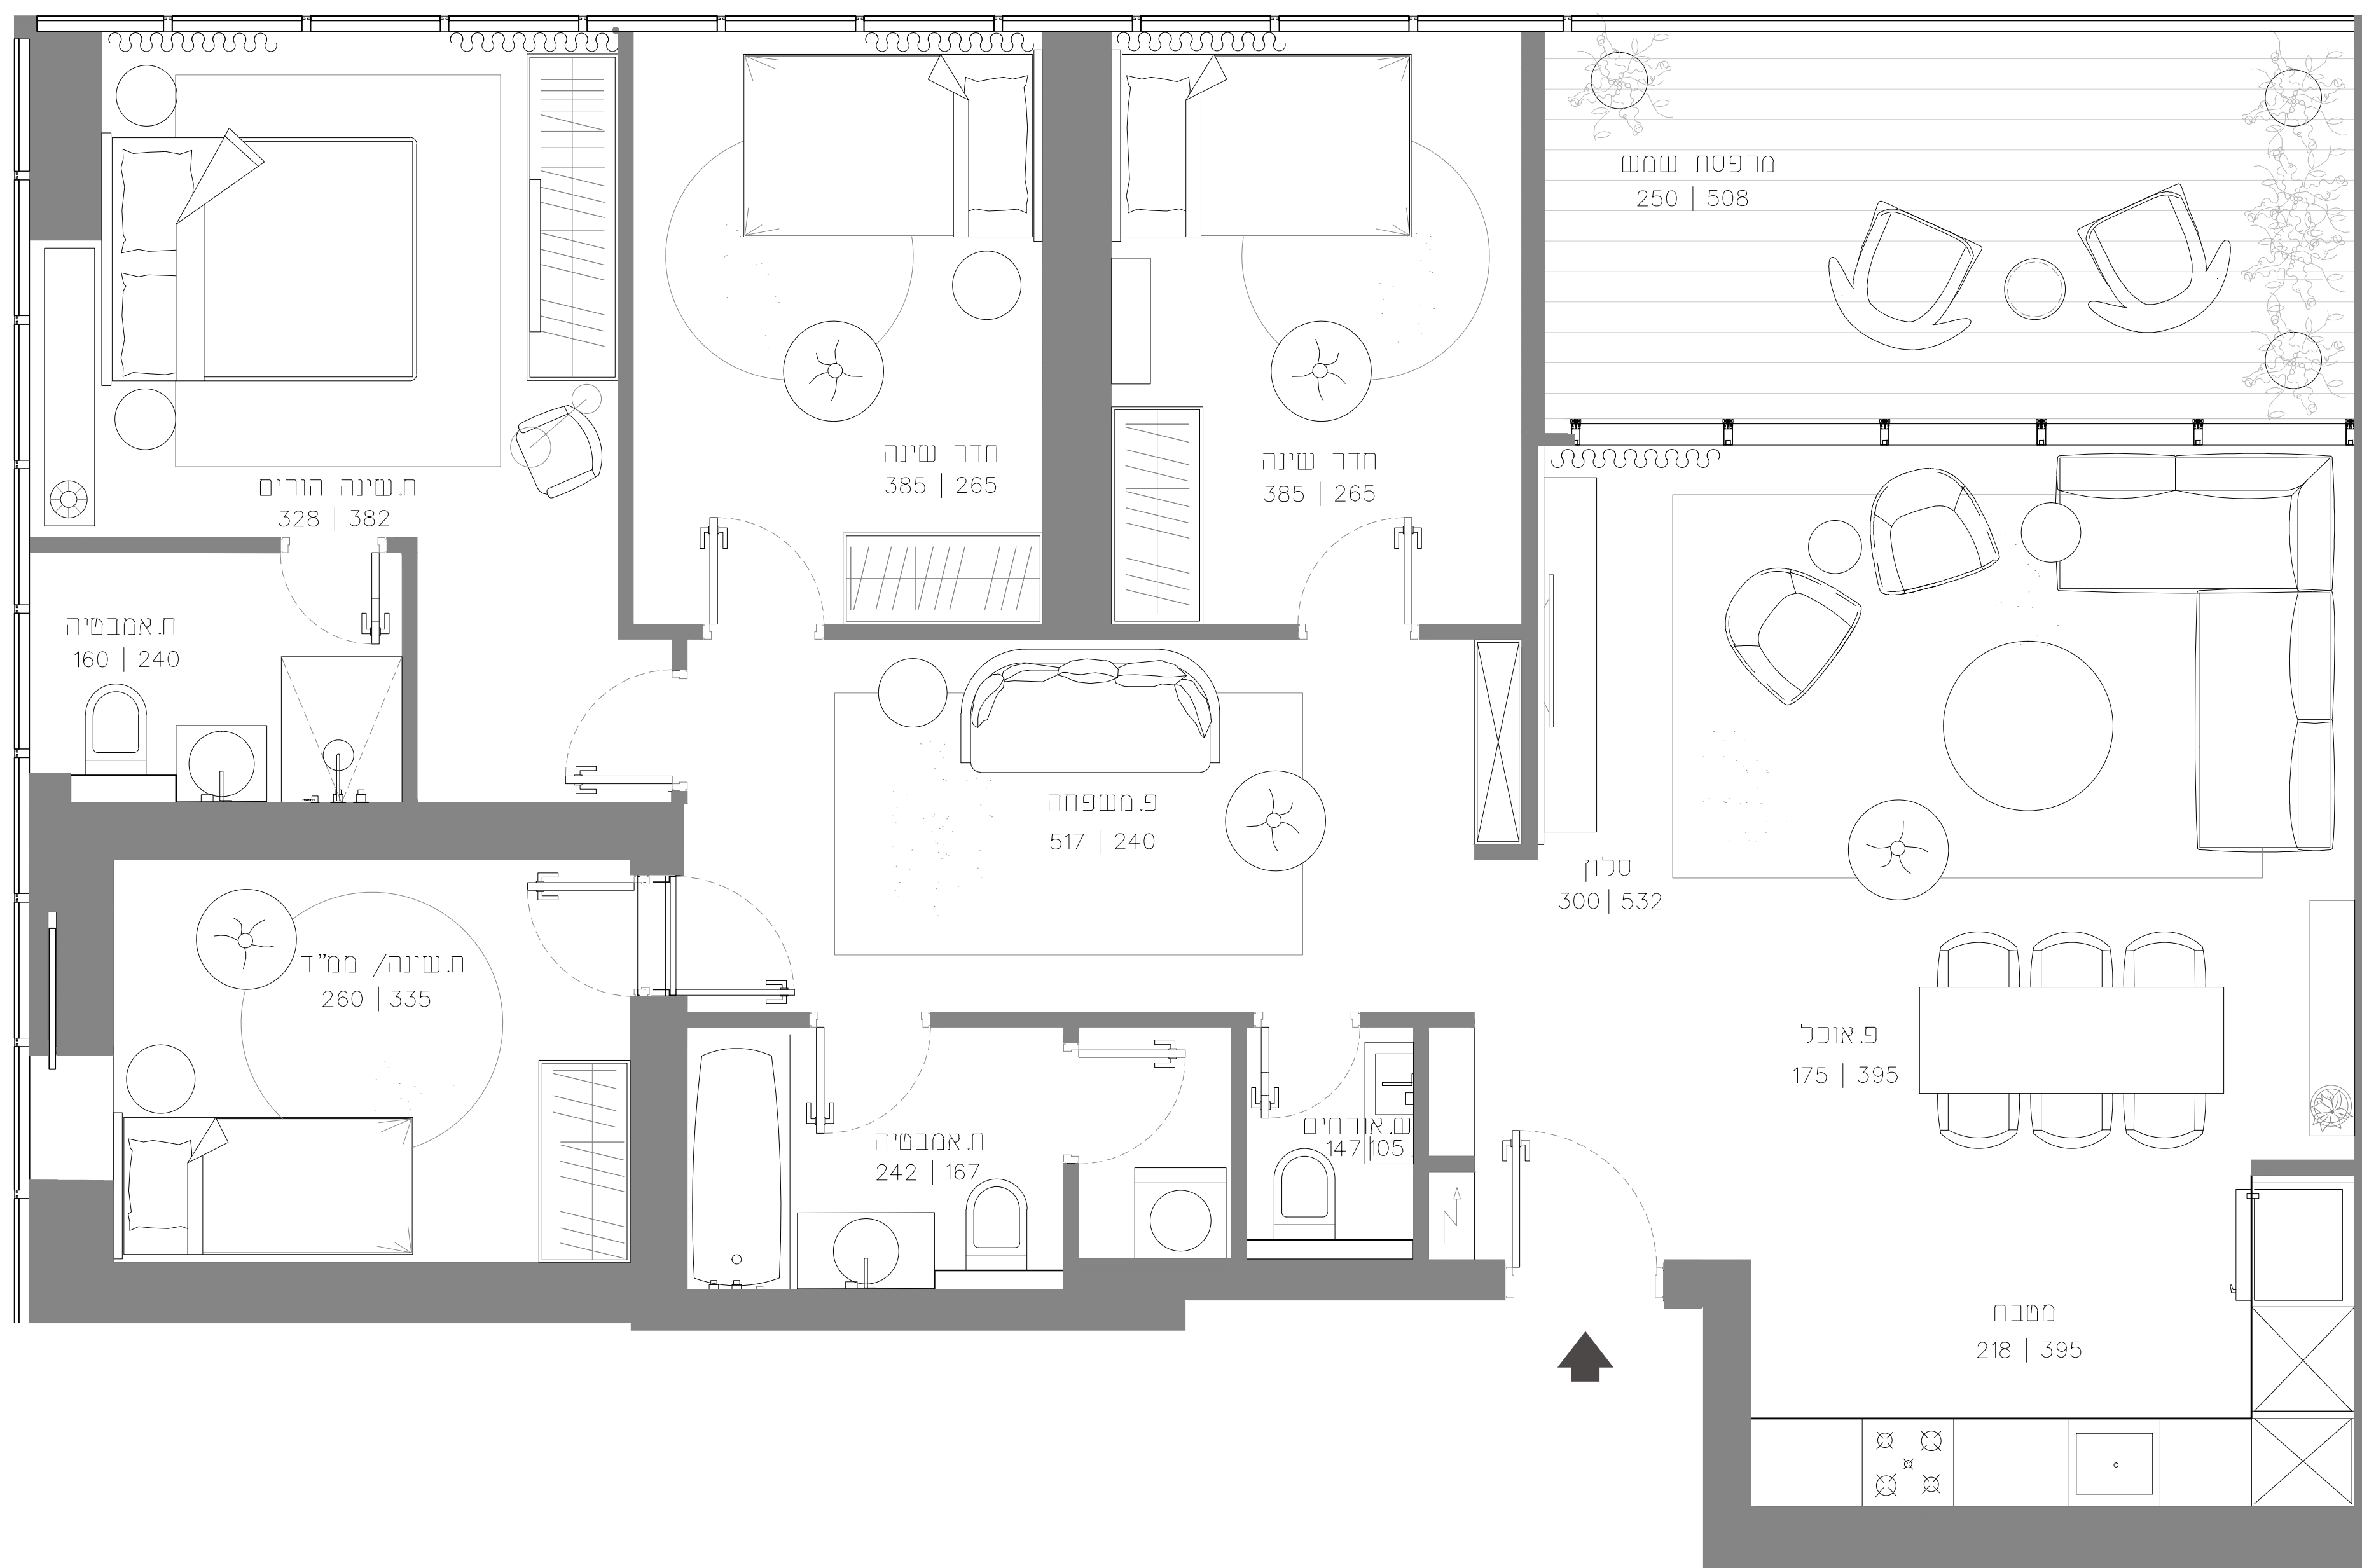 מרפסת שמש
250 | 508
חדר שינה
385 | 265
חדר שינה
385 | 265
ח.שינה הורים
328 | 382
ח.אמבטיה
160 | 240
פ.משפחה
517 | 240
סלון
300 | 532
ח.שינה/ ממ"ד
260 | 335
פ.אוכל
175 | 395
ח.אמבטיה
242 | 167
ש.אורחים
147 | 105
מטבח
218 | 395